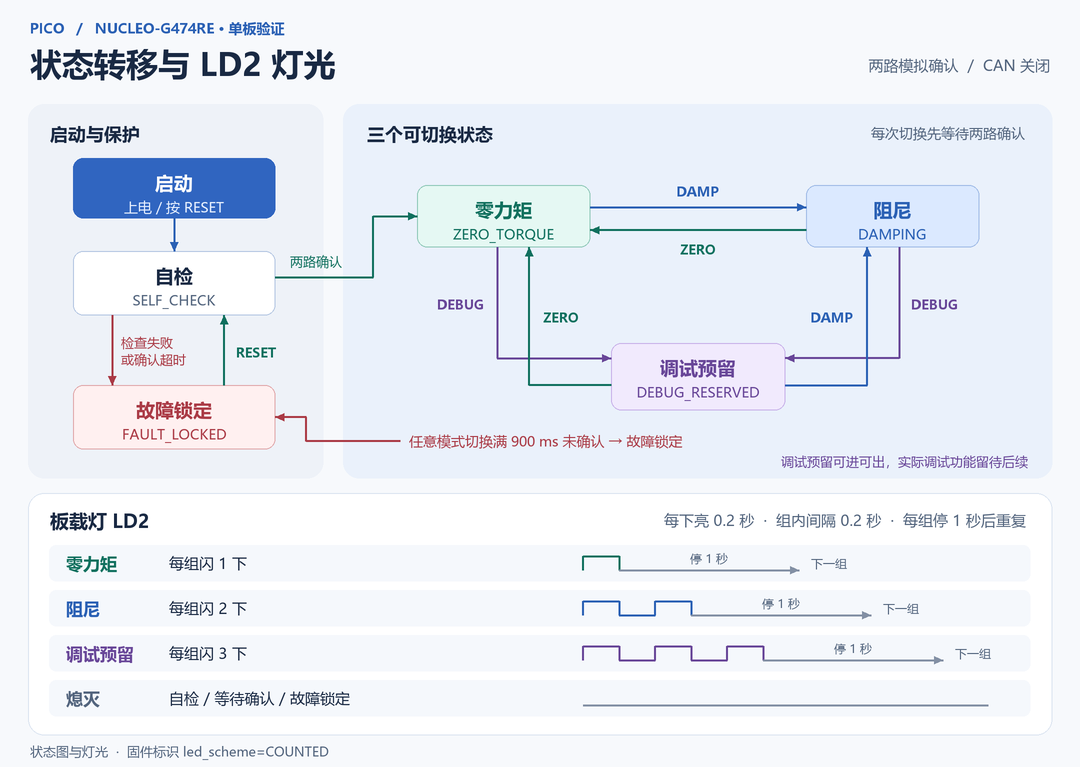 PICO / NUCLEO-G474RE • 单板验证
状态转移与 LD2 灯光
两路模拟确认 / CAN 关闭
启动与保护
启动
上电 / 按 RESET
自检
SELF_CHECK
两路确认
检查失败
或确认超时
RESET
故障锁定
FAULT_LOCKED
三个可切换状态
每次切换先等待两路确认
零力矩
ZERO_TORQUE
DAMP
ZERO
阻尼
DAMPING
DEBUG
ZERO
DAMP
DEBUG
调试预留
DEBUG_RESERVED
任意模式切换满 900 ms 未确认 → 故障锁定
调试预留可进可出，实际调试功能留待后续
板载灯 LD2
每下亮 0.2 秒 · 组内间隔 0.2 秒 · 每组停 1 秒后重复
零力矩 每组闪 1 下 停 1 秒 下一组
阻尼 每组闪 2 下 停 1 秒 下一组
调试预留 每组闪 3 下 停 1 秒 下一组
熄灭 自检 / 等待确认 / 故障锁定
状态图与灯光 · 固件标识 led_scheme=COUNTED